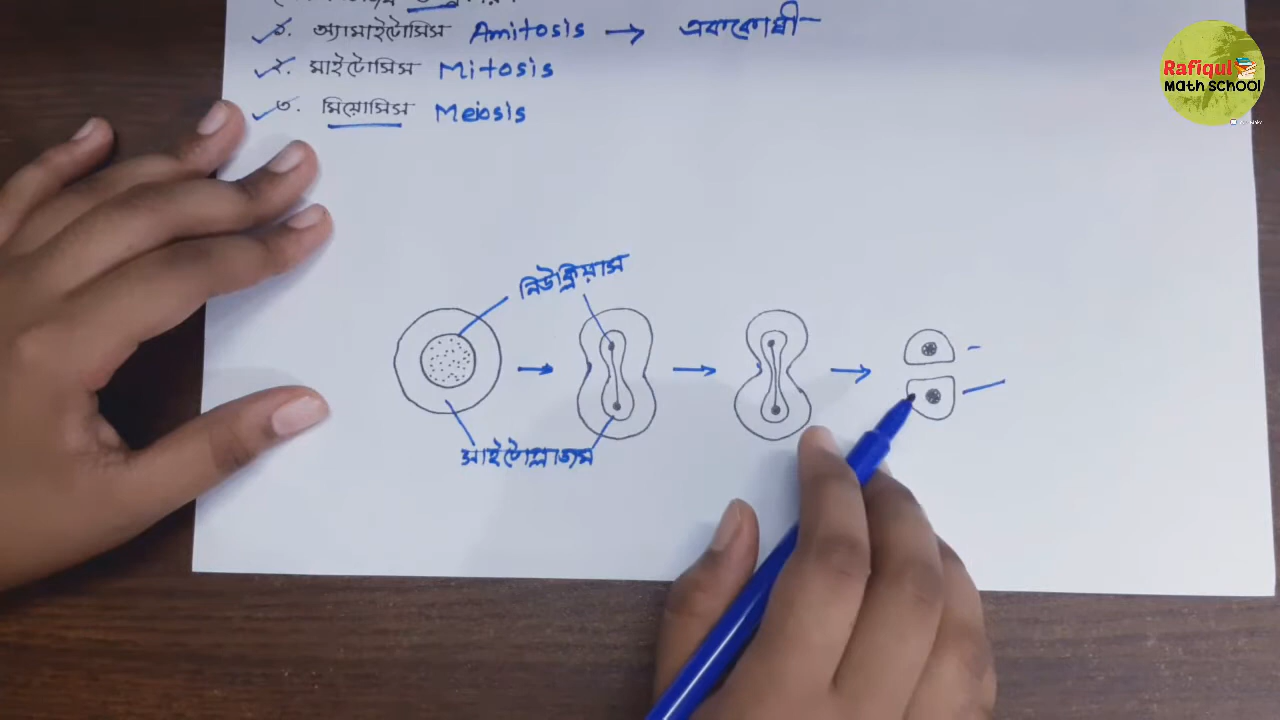 ১. অ্যামাইটোসিস Amitosis → এককোষী
২. মাইটোসিস Mitosis
৩. মিয়োসিস Meiosis
নিউক্লিয়াস
সাইটোপ্লাজম
Rafiqul
Math School